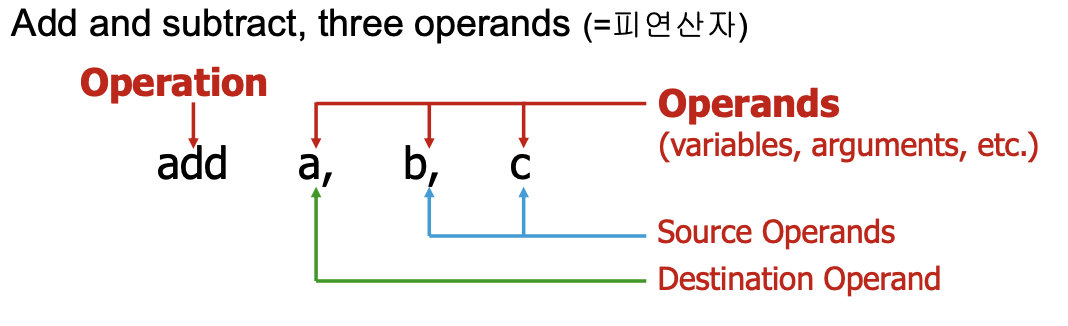 Add and subtract, three operands (=피연산자)
Operation
Operands
(variables, arguments, etc.)
add a, b, c
Source Operands
Destination Operand